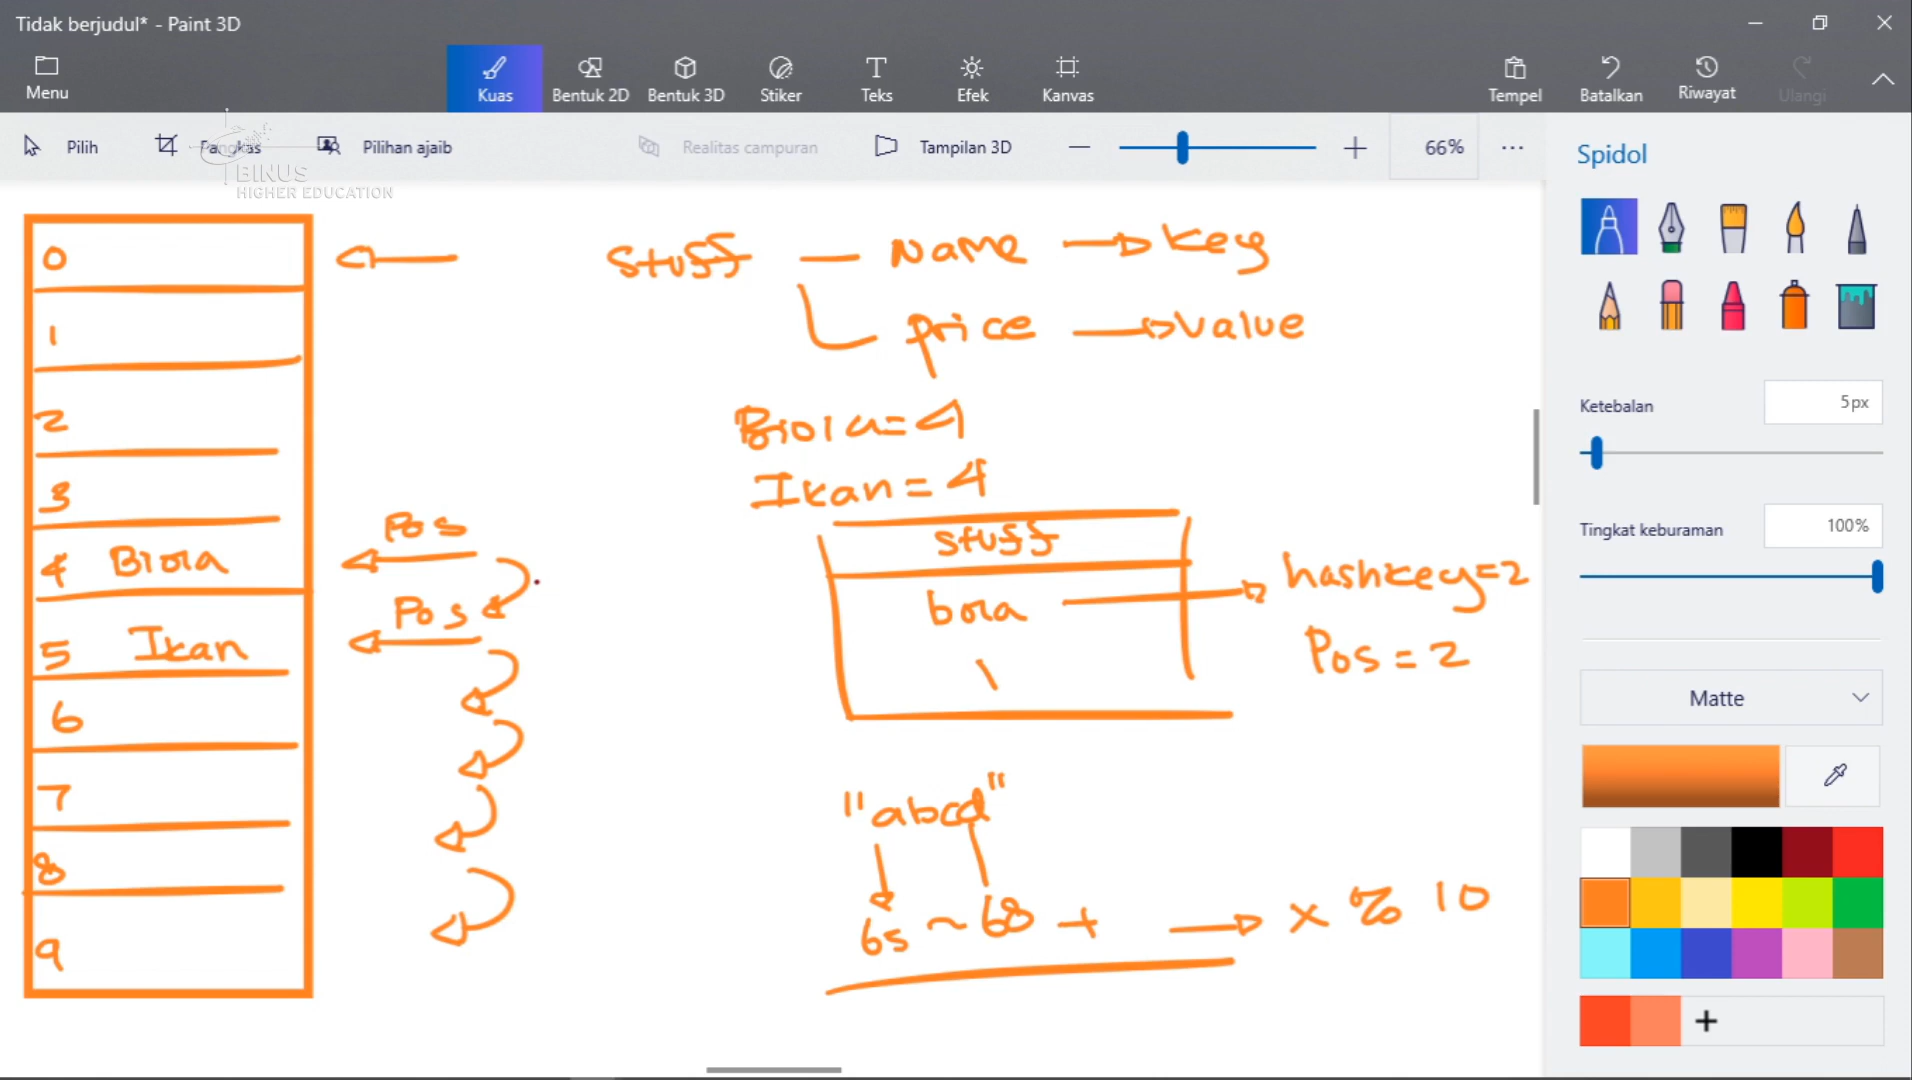 Tidak berjudul* - Paint 3D
Menu
Kuas
Bentuk 2D
Bentuk 3D
Stiker
Teks
Efek
Kanvas
Tempel
Batalkan
Riwayat
Ulangi
Pilih
Pangkas
Pilihan ajaib
Realitas campuran
Tampilan 3D
66%
BINUS
HIGHER EDUCATION
Spidol
Ketebalan
5px
Tingkat keburaman
100%
Matte
0
1
2
3
4
5 Ikan
6
7
8
9
Pos
Pos
Stuff
Name
key
price
value
= 4
Ikan = 4
Stuff
bora
hashkey=2
Pos = 2
"abcd"
65 ~ 68 +
x % 10